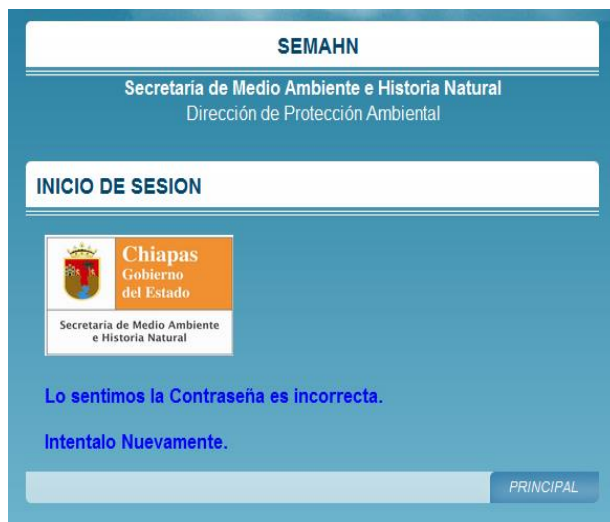 SEMAHN
Secretaría de Medio Ambiente e Historia Natural
Dirección de Protección Ambiental
INICIO DE SESION
Chiapas
Gobierno
del Estado
Secretaría de Medio Ambiente
e Historia Natural
Lo sentimos la Contraseña es incorrecta.
Intentalo Nuevamente.
PRINCIPAL